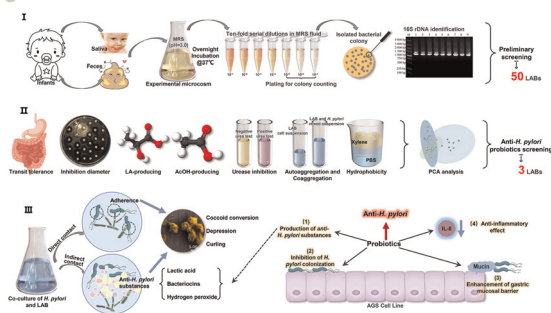 I
Saliva
Feces
Infants
MRS
(pH=3.0)
Experimental microcosm
Overnight
Incubation
@37℃
Ten-fold serial dilutions in MRS fluid
Plating for colony counting
Isolated bacterial
colony
16S rDNA identification
Preliminary
screening
50 LABs
II
Transit tolerance
Inhibition diameter
LA-producing
AcOH-producing
Negative
urea test
Positive
urea test
Urease inhibition
LAB
cell suspension
LAB and H. pylori
mixed suspension
Autoaggregation and
Coaggregation
Xylene
PBS
Hydrophobicity
PCA analysis
Anti-H. pylori
probiotics screening
3 LABs
III
Co-culture of H. pylori
and LAB
Direct contact
Indirect
contact
Adherence
Anti-H. pylori
substances
Coccoid conversion
Depression
Curling
Lactic acid
Bacteriocins
Hydrogen peroxide
Anti-H. pylori
Probiotics
(1)
Production of anti-
H. pylori substances
(2)
Inhibition of H.
pylori colonization
IL-8
(4) Anti-inflammatory
effect
Mucin
(3)
Enhancement of gastric
mucosal barrier
AGS Cell Line